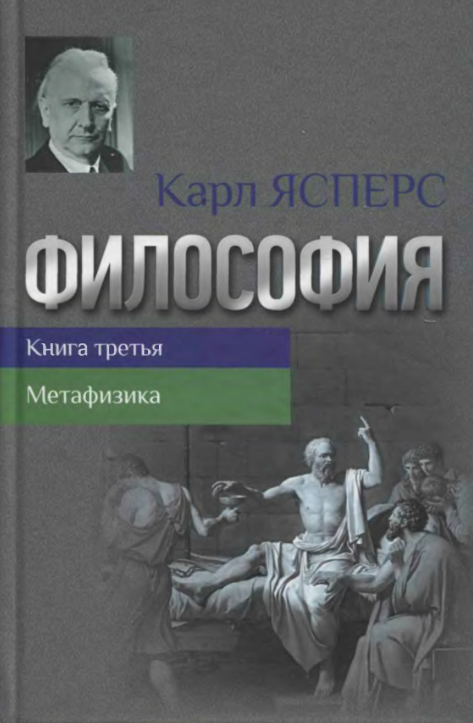 Карл ЯСПЕРС
ФИЛОСОФИЯ
Книга третья
Метафизика